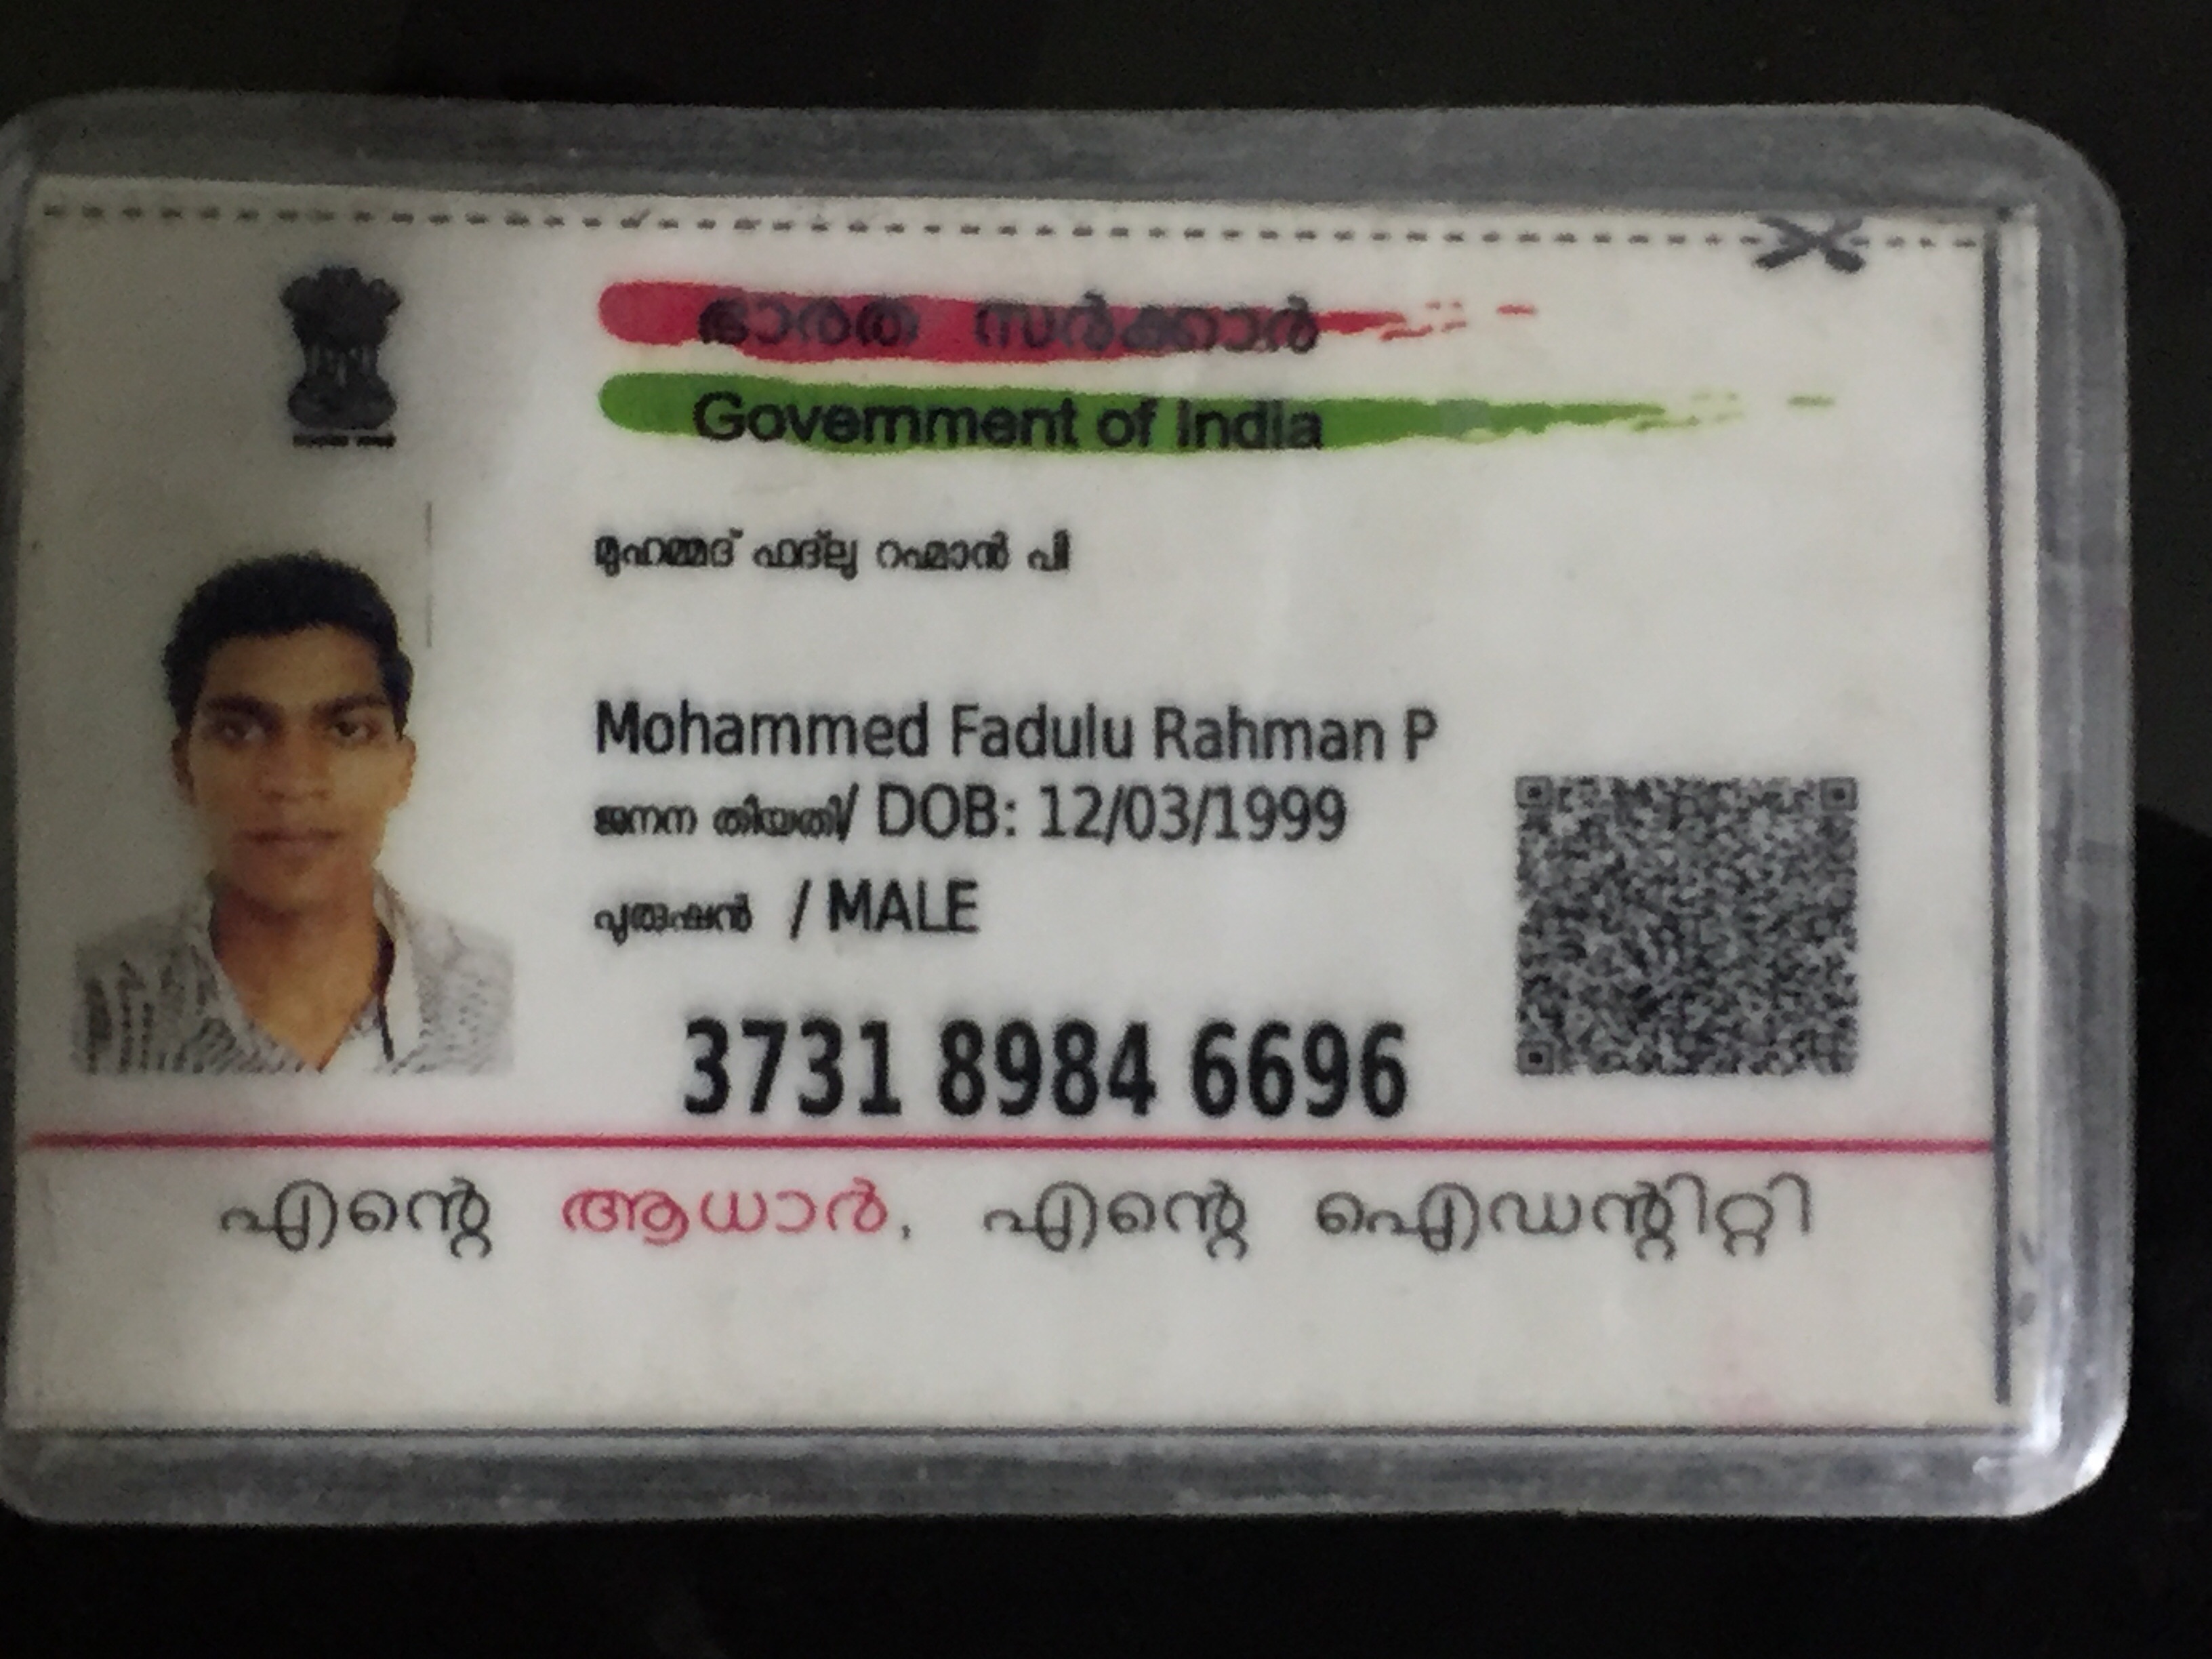 ഭാരത സർക്കാർ
Government of India
മുഹമ്മദ് ഫദ്‌ലു റഹ്മാൻ പി
Mohammed Fadulu Rahman P
ജനന തീയതി/ DOB: 12/03/1999
പുരുഷൻ / MALE
3731 8984 6696
എന്റെ ആധാർ, എന്റെ ഐഡന്റിറ്റി